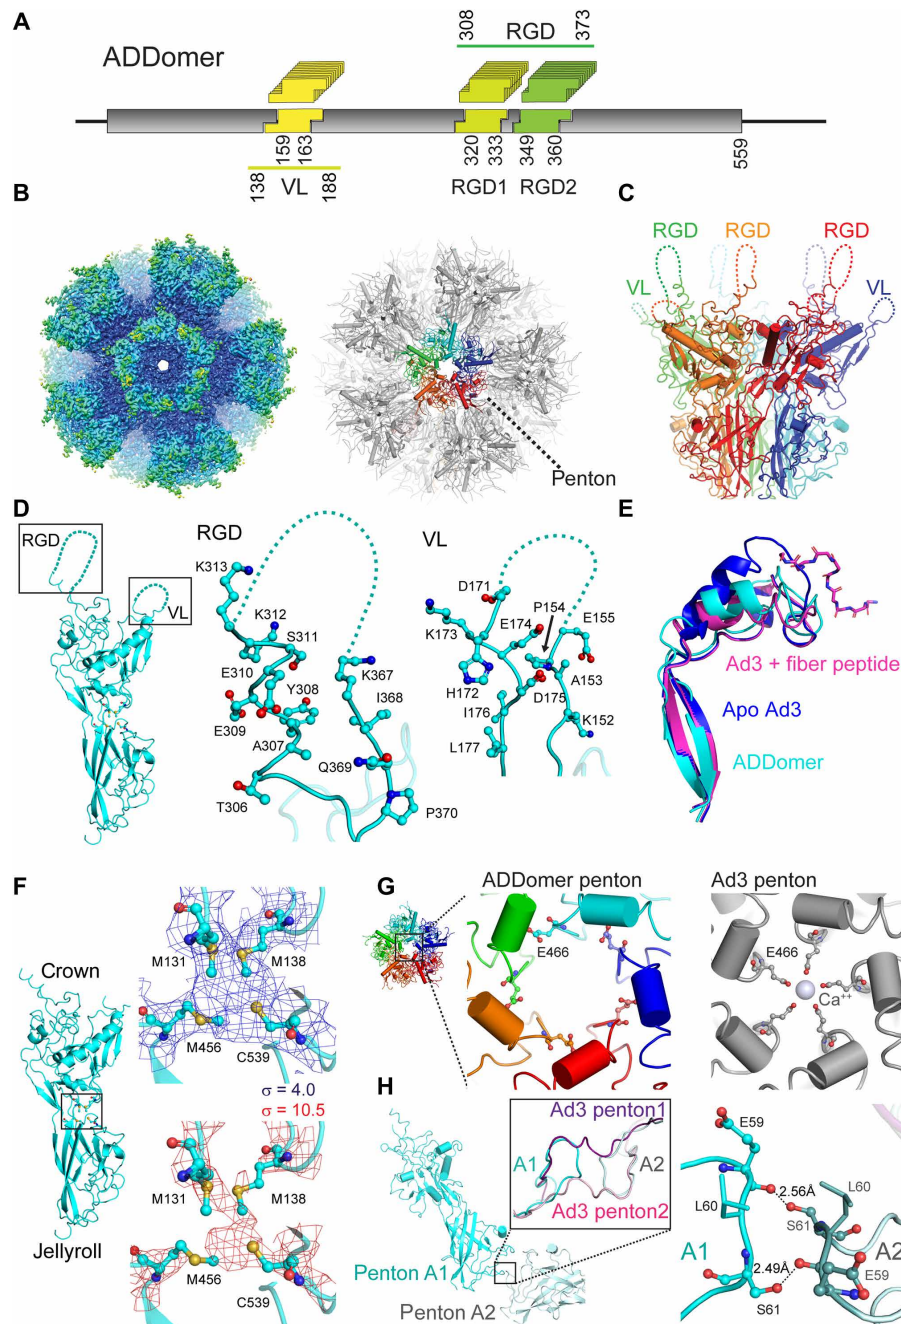 A
ADDomer
308
RGD
373
159
163
320
333
349
360
559
138
VL
188
RGD1
RGD2
B
Penton
C
RGD
RGD
RGD
VL
VL
D
RGD
VL
RGD
K313
K312
S311
E310
Y308
E309
A307
T306
K367
I368
Q369
P370
VL
D171
P154
E155
K173
E174
H172
A153
D175
I176
K152
L177
E
Ad3 + fiber peptide
Apo Ad3
ADDomer
F
Crown
Jellyroll
M131
M138
M456
C539
σ = 4.0
σ = 10.5
M131
M138
M456
C539
G
ADDomer penton
E466
Ad3 penton
E466
Ca++
H
Ad3 penton1
A1
A2
Ad3 penton2
Penton A1
Penton A2
E59
L60
2.56Å
L60
S61
A1
A2
2.49Å
E59
S61